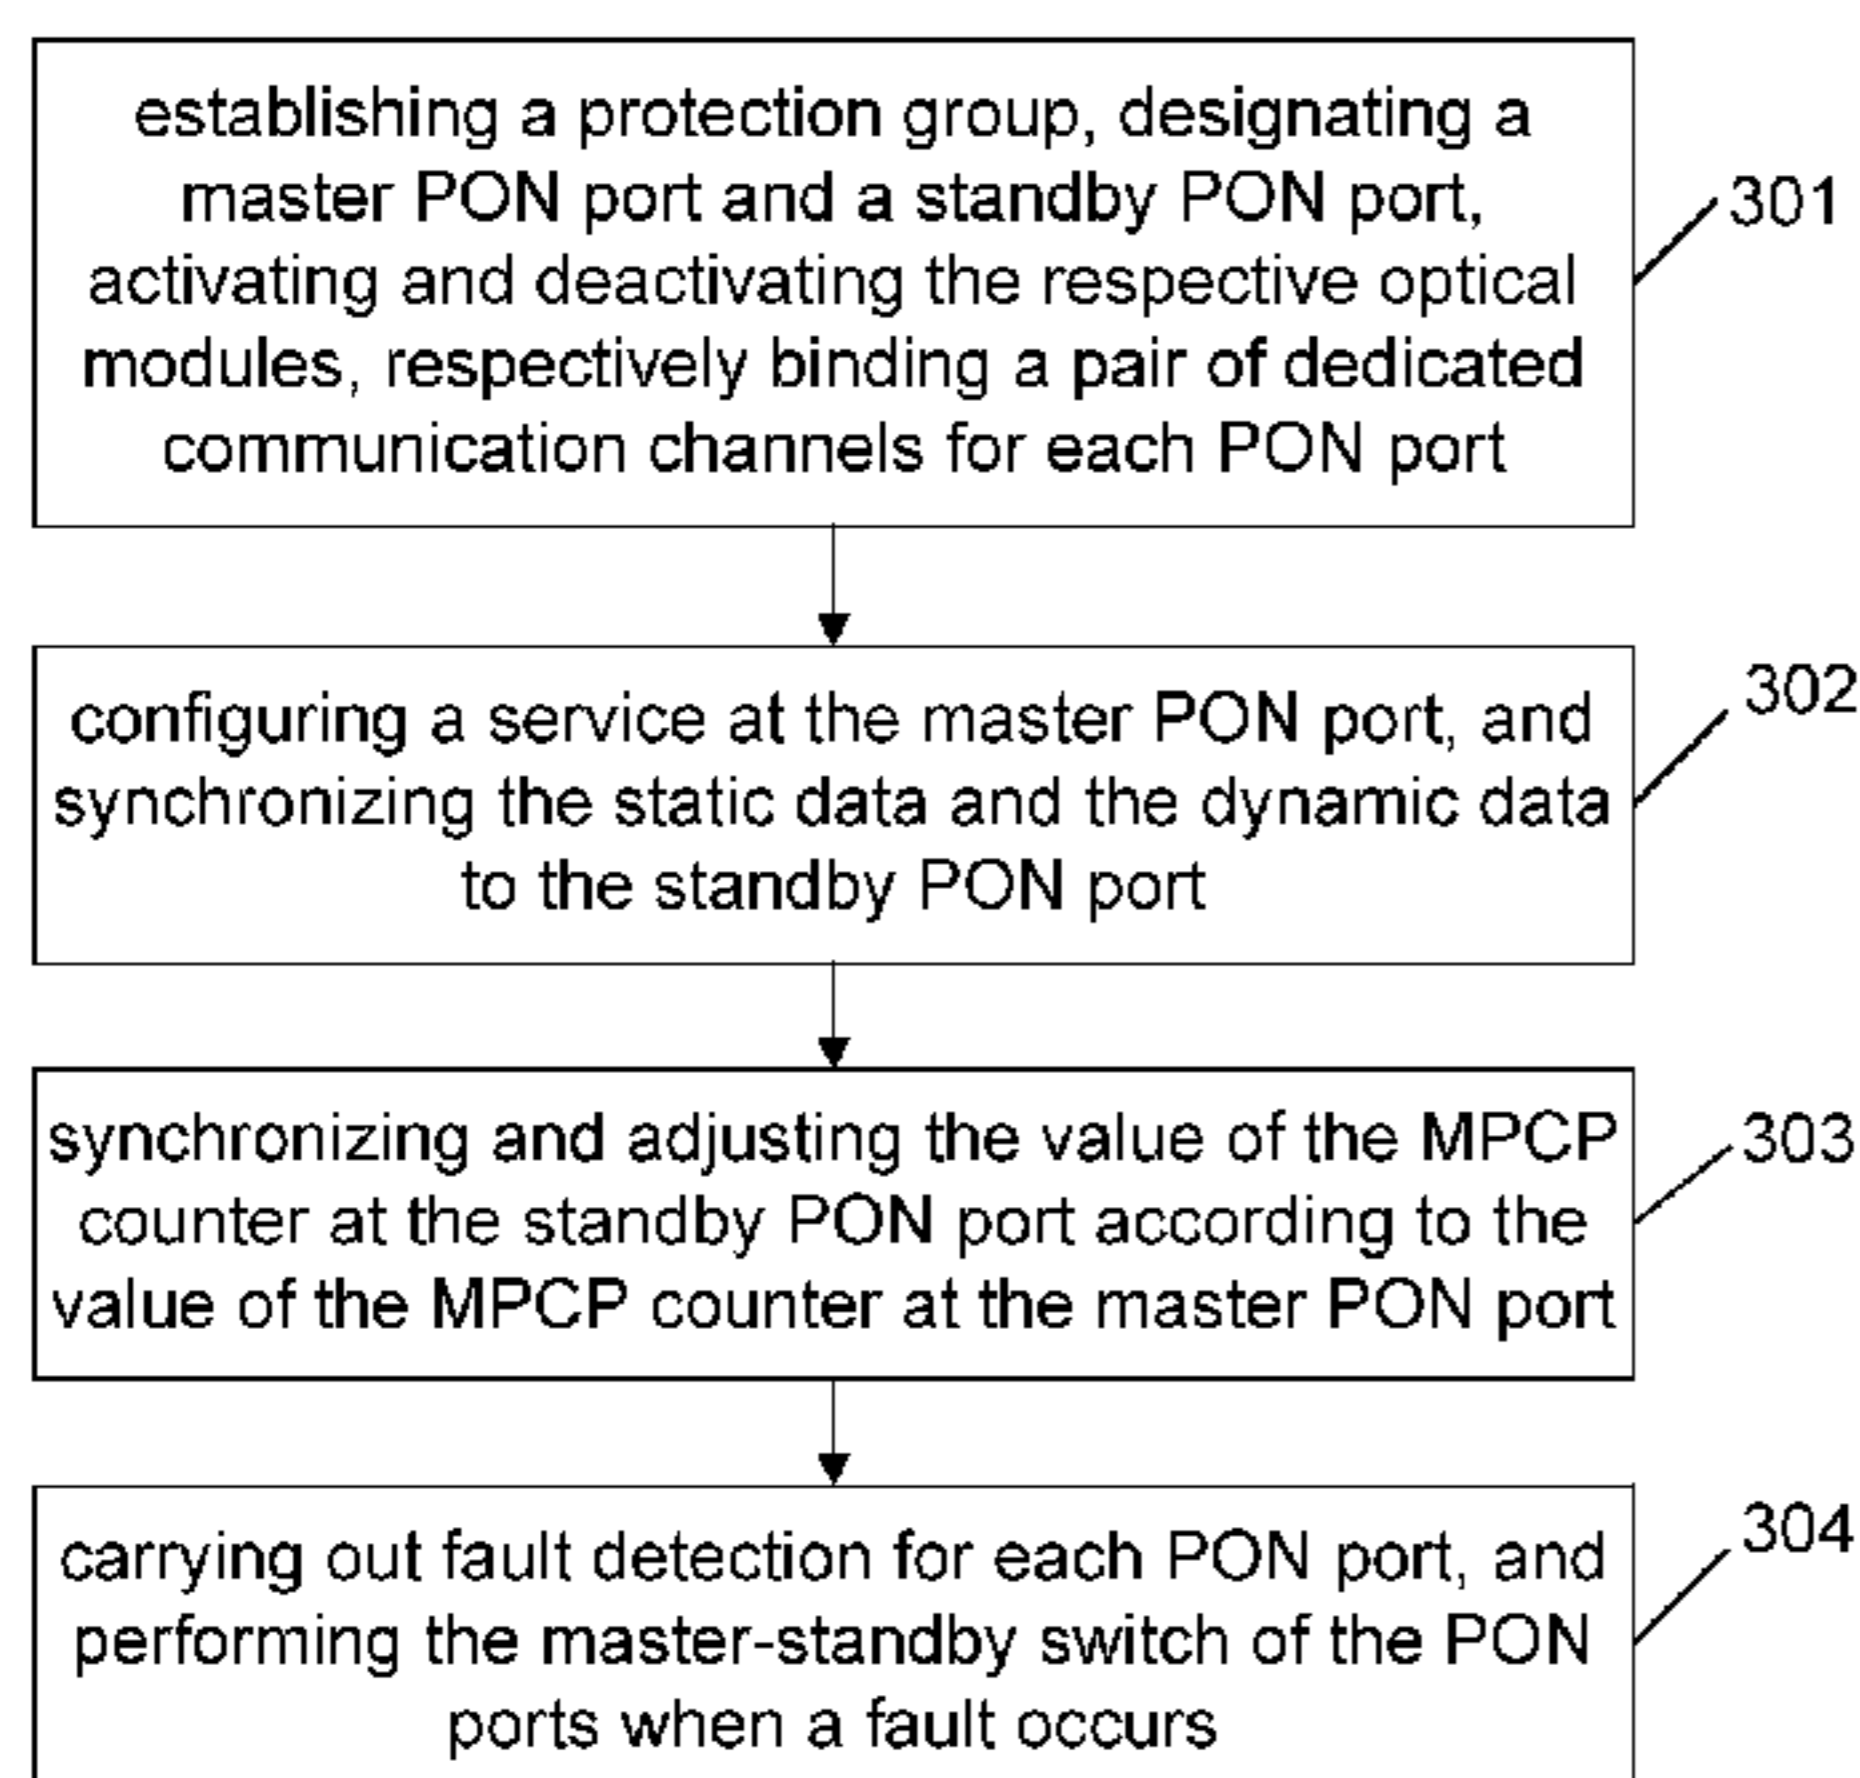 establishing a protection group, designating a
master PON port and a standby PON port,
activating and deactivating the respective optical
modules, respectively binding a pair of dedicated
communication channels for each PON port
301
configuring a service at the master PON port, and
synchronizing the static data and the dynamic data
to the standby PON port
302
synchronizing and adjusting the value of the MPCP
counter at the standby PON port according to the
value of the MPCP counter at the master PON port
303
carrying out fault detection for each PON port, and
performing the master-standby switch of the PON
ports when a fault occurs
304